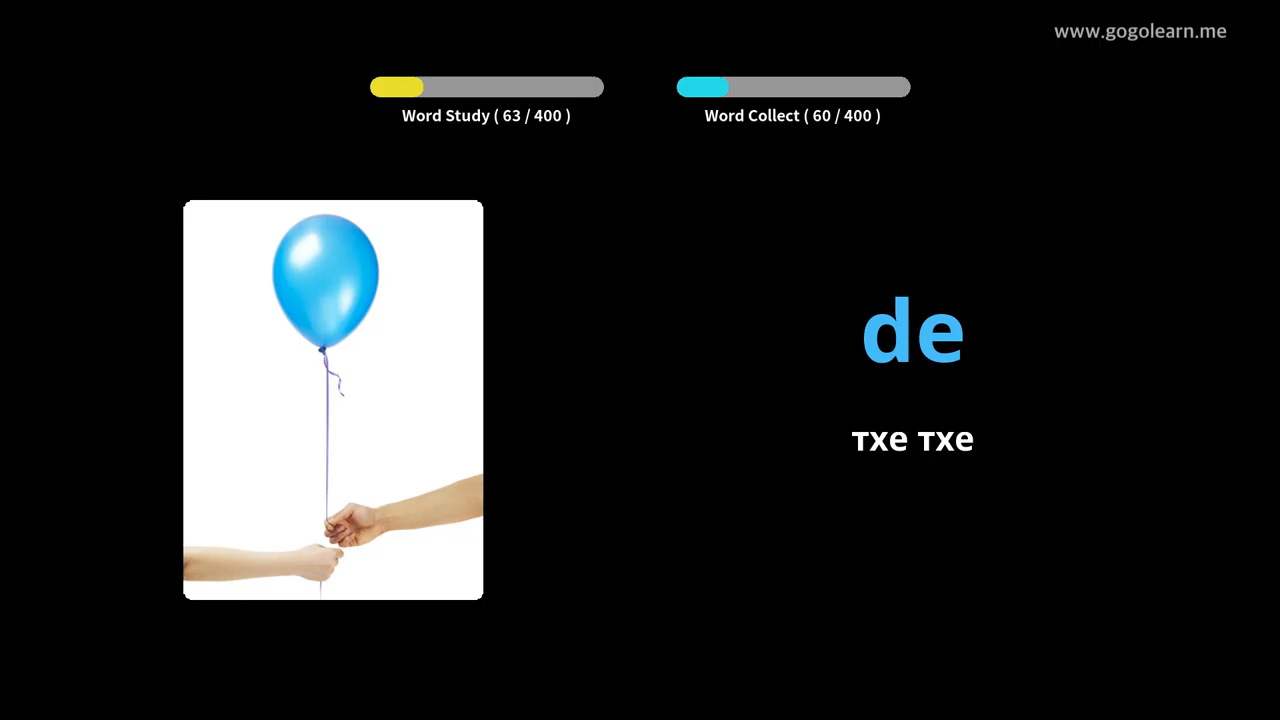 www.gogolearn.me
Word Study ( 63 / 400 )
Word Collect ( 60 / 400 )
de
тхе тхе